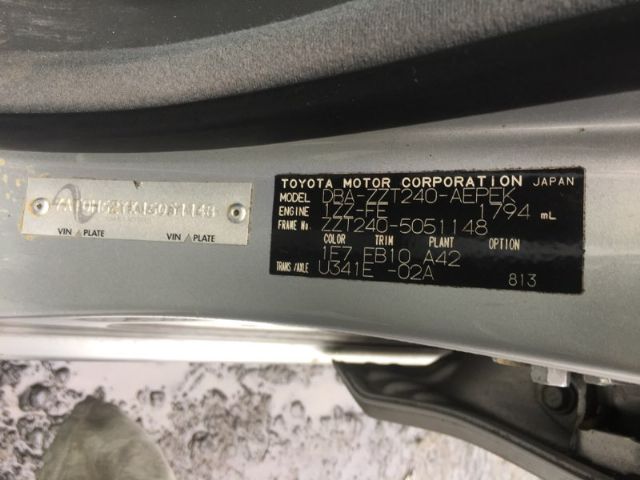 VIN PLATE VIN PLATE
TOYOTA MOTOR CORPORATION JAPAN
MODEL DBA-ZZT240-AEPEK
ENGINE 1ZZ-FE 1794 mL
FRAME No. ZZT240-5051148
COLOR TRIM PLANT OPTION
1F7 EB10 A42
TRANS/AXLE U341E -02A
813